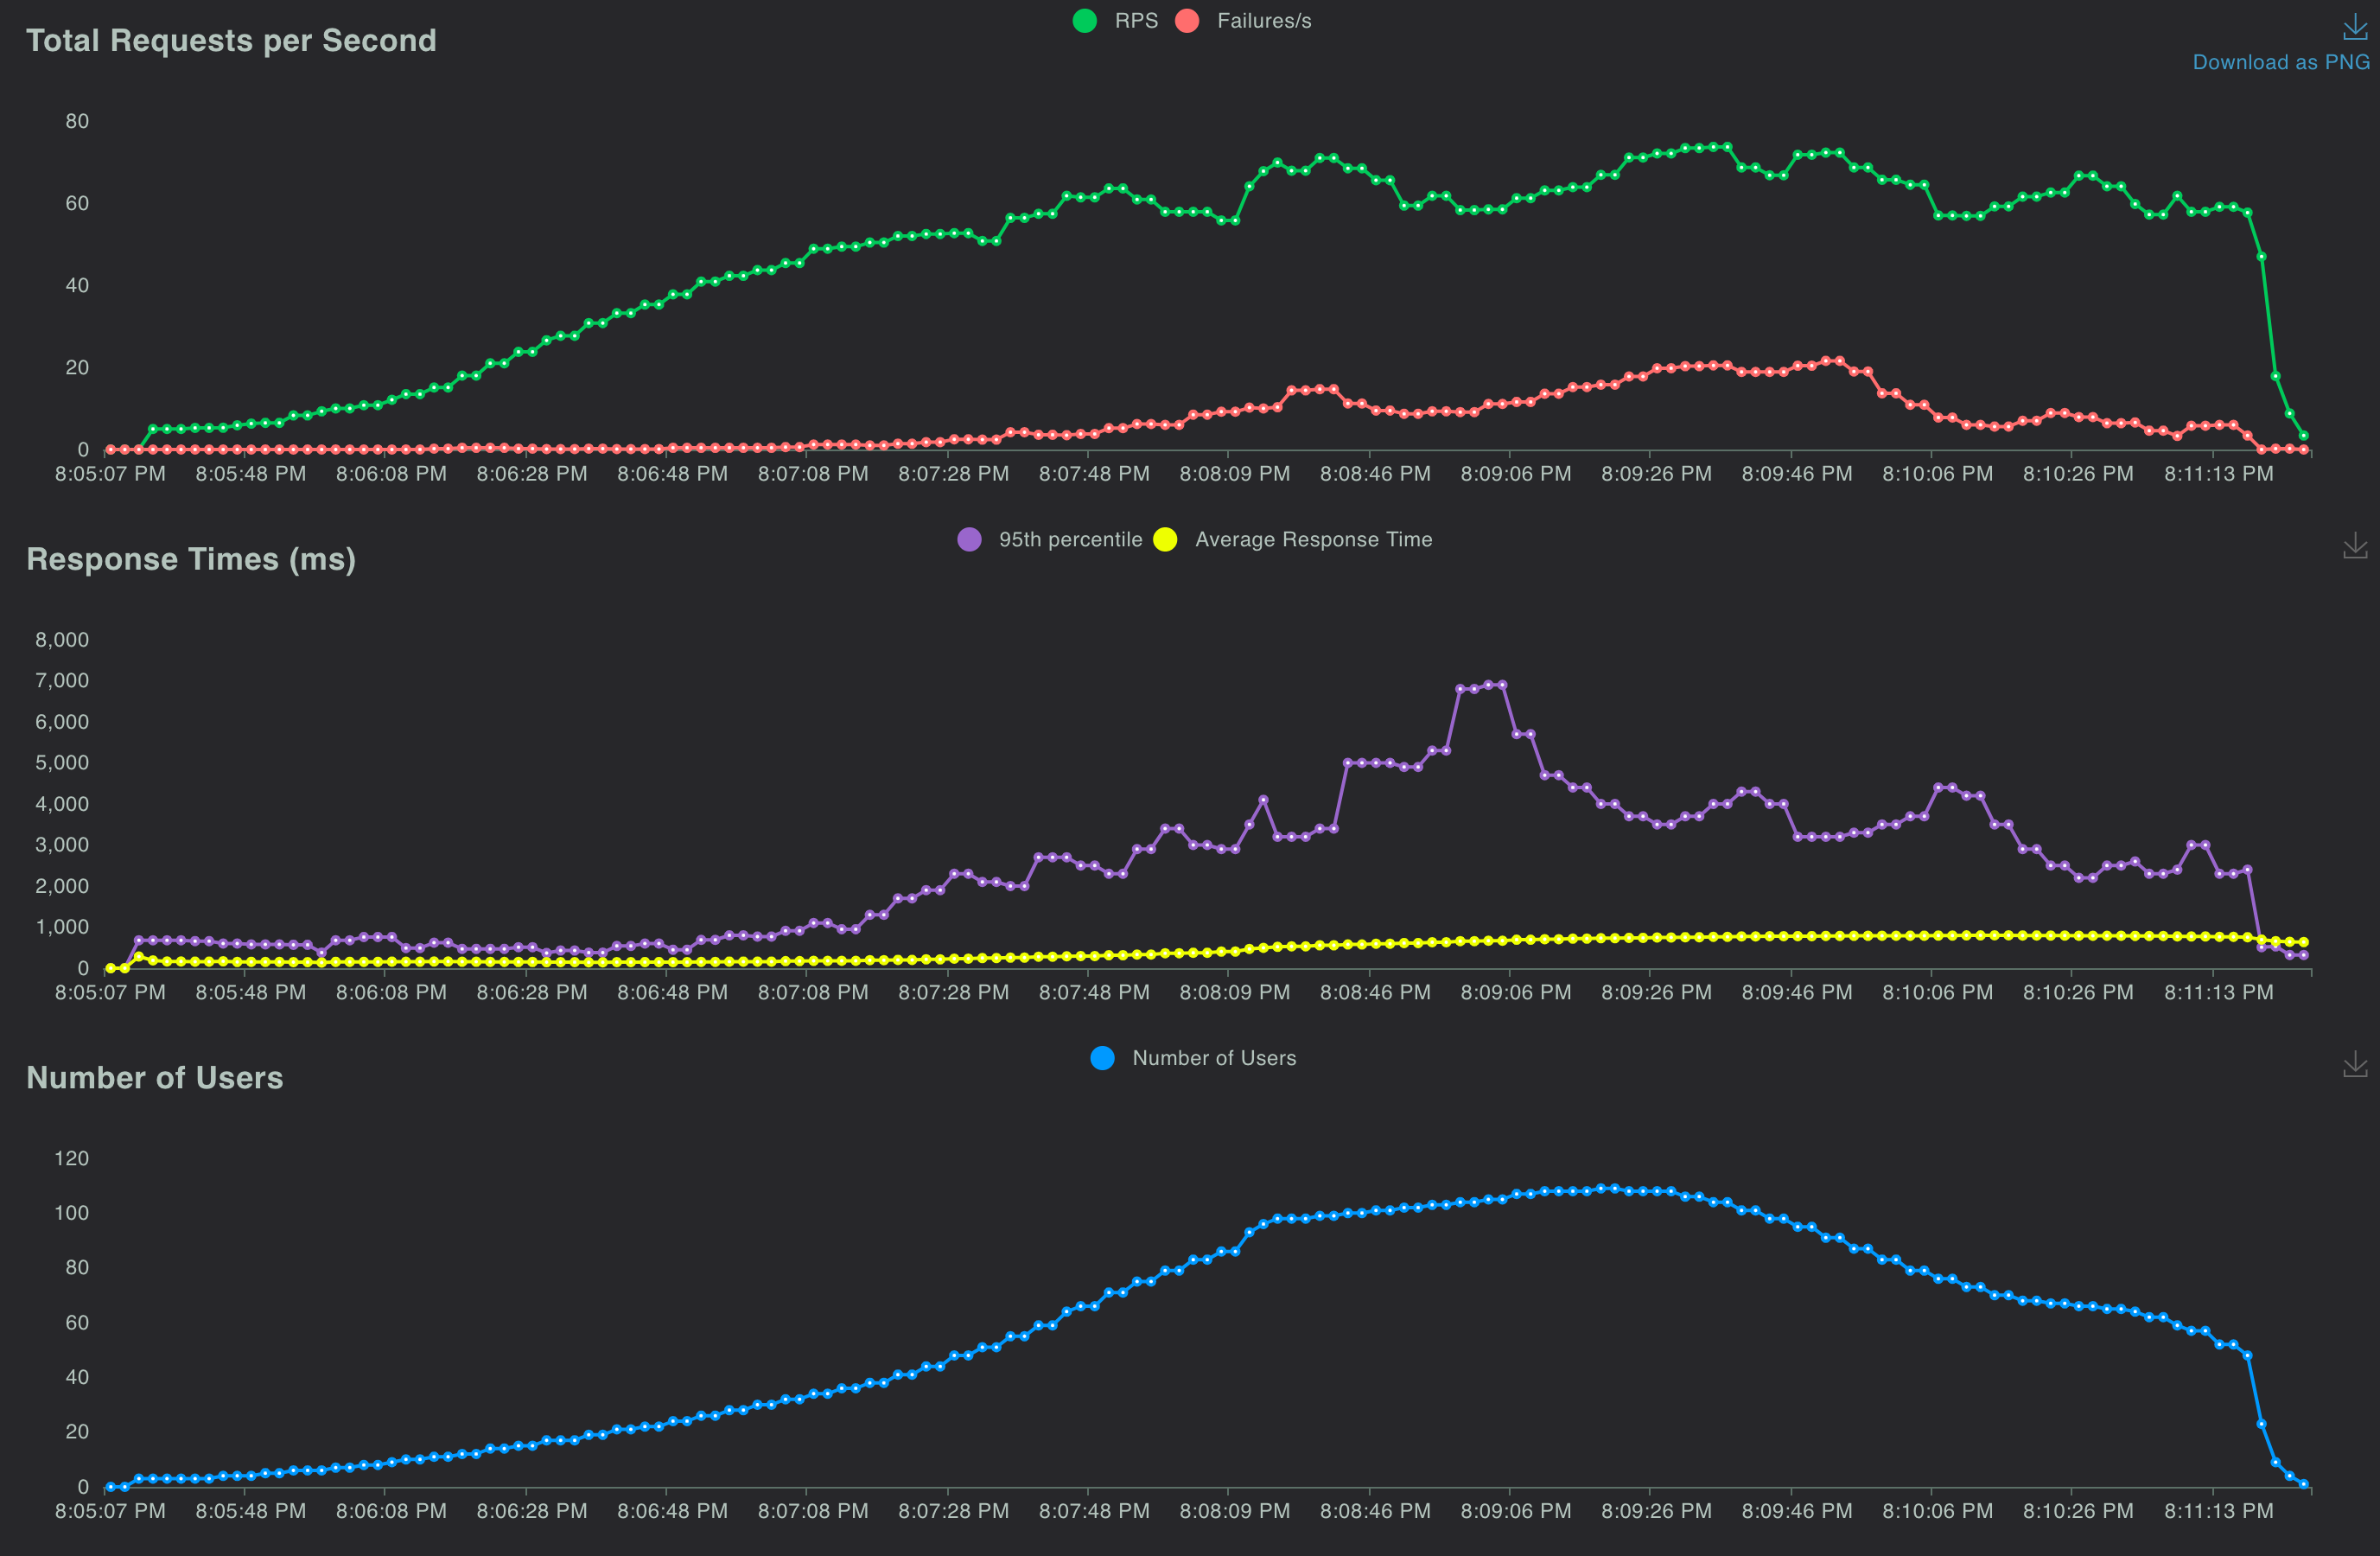 Total Requests per Second
RPS Failures/s
Download as PNG
80
60
40
20
0
8:05:07 PM 8:05:48 PM 8:06:08 PM 8:06:28 PM 8:06:48 PM 8:07:08 PM 8:07:28 PM 8:07:48 PM 8:08:09 PM 8:08:46 PM 8:09:06 PM 8:09:26 PM 8:09:46 PM 8:10:06 PM 8:10:26 PM 8:11:13 PM
Response Times (ms)
95th percentile Average Response Time
8,000
7,000
6,000
5,000
4,000
3,000
2,000
1,000
0
8:05:07 PM 8:05:48 PM 8:06:08 PM 8:06:28 PM 8:06:48 PM 8:07:08 PM 8:07:28 PM 8:07:48 PM 8:08:09 PM 8:08:46 PM 8:09:06 PM 8:09:26 PM 8:09:46 PM 8:10:06 PM 8:10:26 PM 8:11:13 PM
Number of Users
Number of Users
120
100
80
60
40
20
0
8:05:07 PM 8:05:48 PM 8:06:08 PM 8:06:28 PM 8:06:48 PM 8:07:08 PM 8:07:28 PM 8:07:48 PM 8:08:09 PM 8:08:46 PM 8:09:06 PM 8:09:26 PM 8:09:46 PM 8:10:06 PM 8:10:26 PM 8:11:13 PM